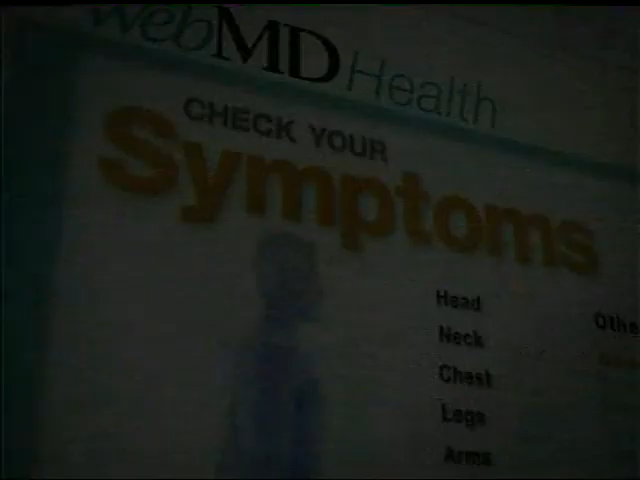 WebMD Health
CHECK YOUR
Symptoms
Head
Neck
Chest
Legs
Arms